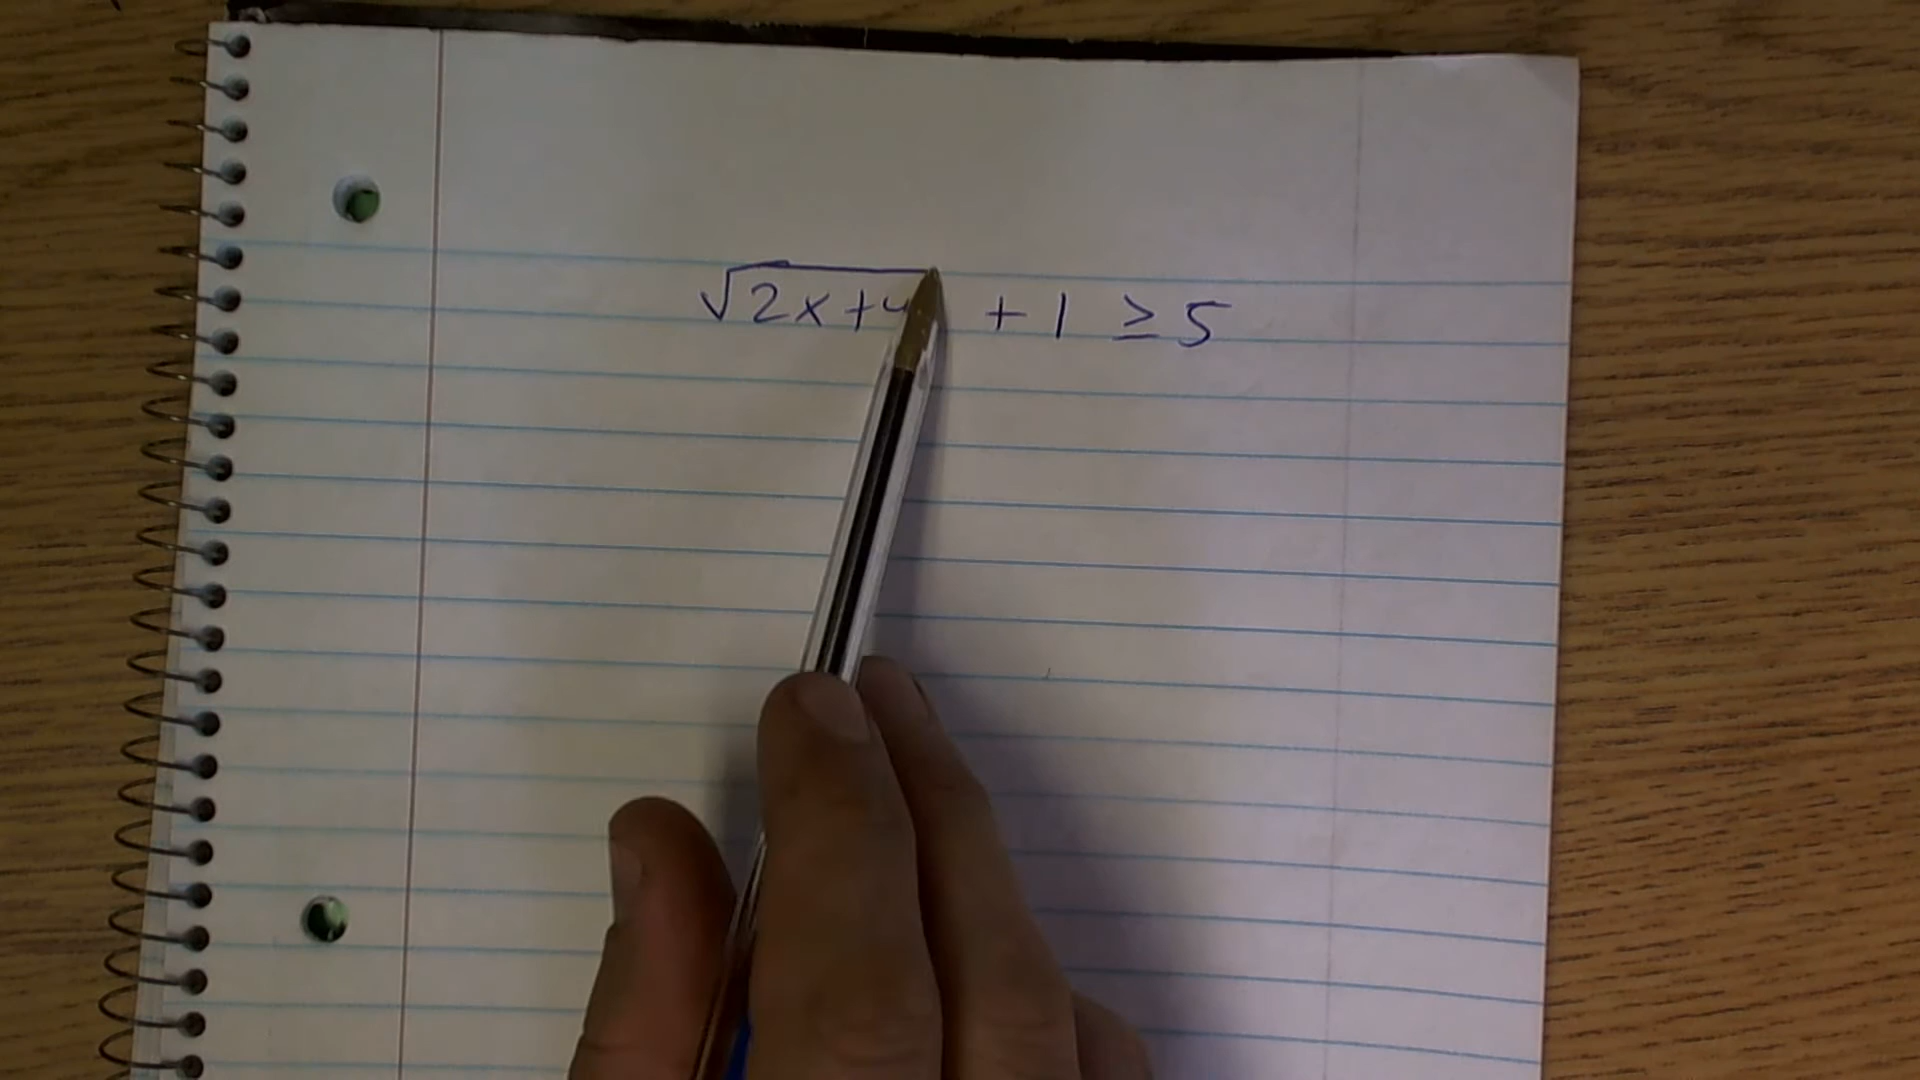 √2x+4 + 1 ≥ 5